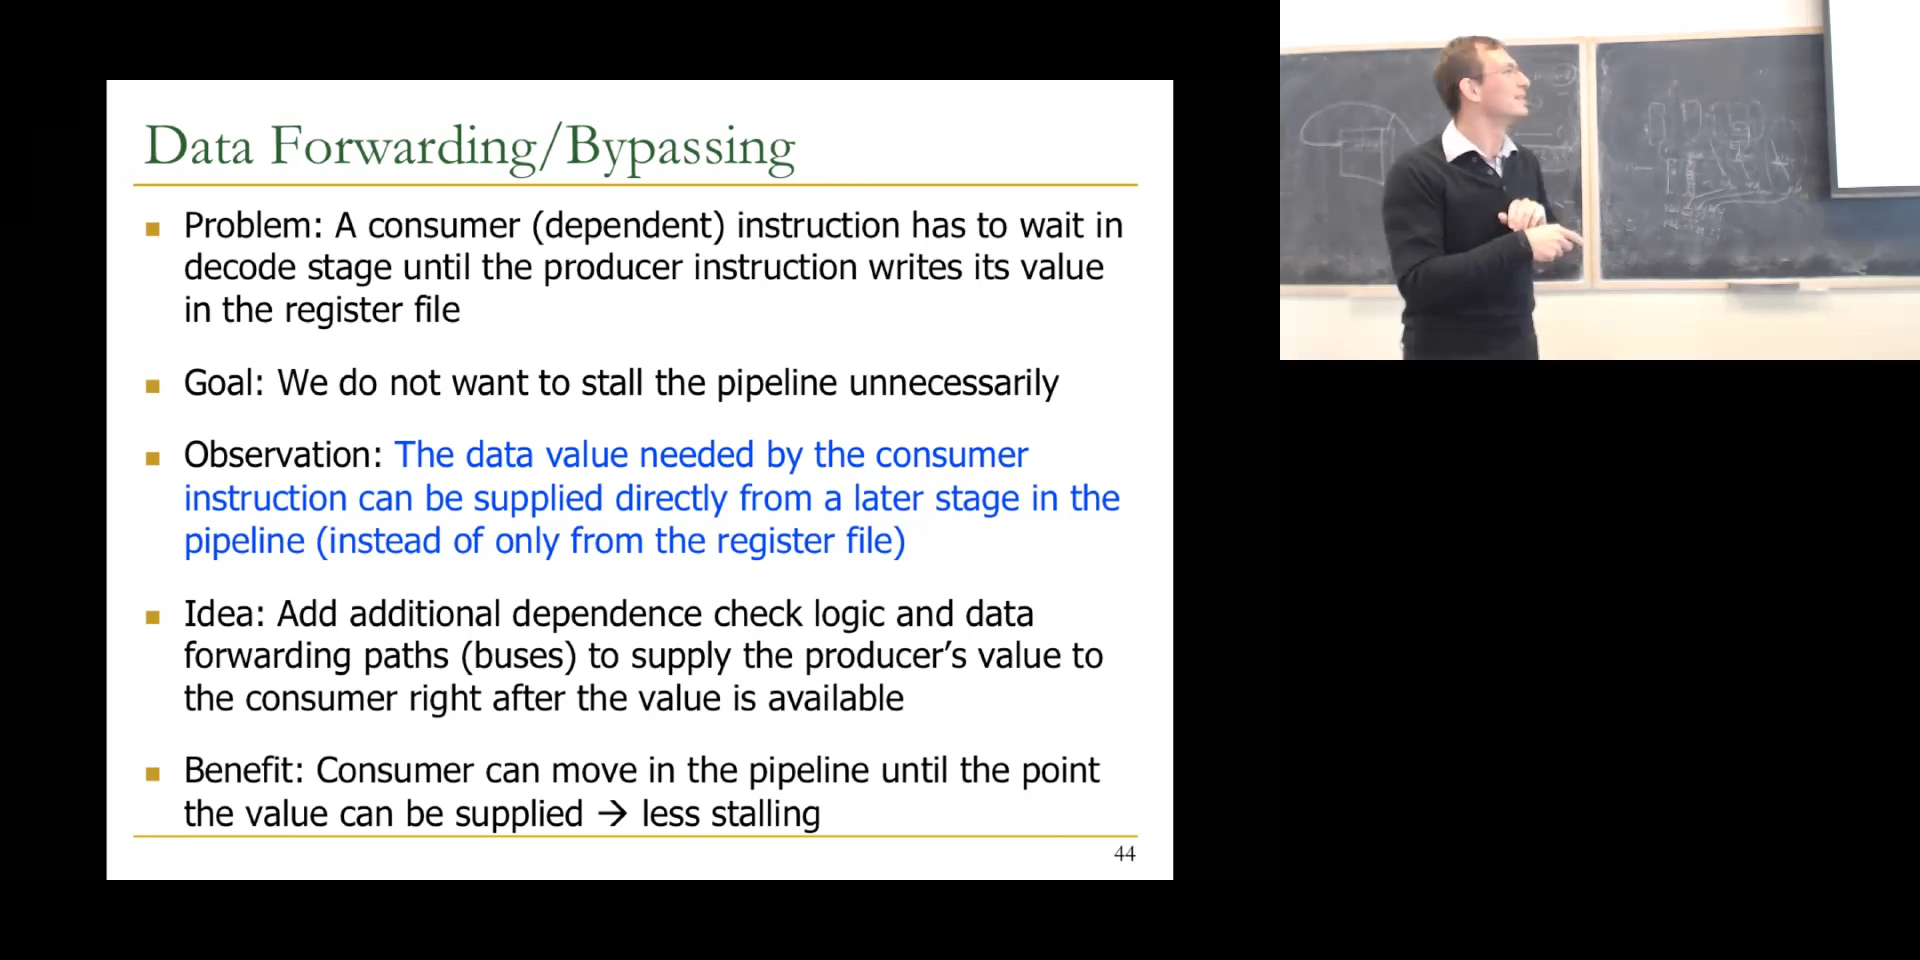 Data Forwarding/Bypassing
Problem: A consumer (dependent) instruction has to wait in
decode stage until the producer instruction writes its value
in the register file
Goal: We do not want to stall the pipeline unnecessarily
Observation: The data value needed by the consumer
instruction can be supplied directly from a later stage in the
pipeline (instead of only from the register file)
Idea: Add additional dependence check logic and data
forwarding paths (buses) to supply the producer's value to
the consumer right after the value is available
Benefit: Consumer can move in the pipeline until the point
the value can be supplied → less stalling
44